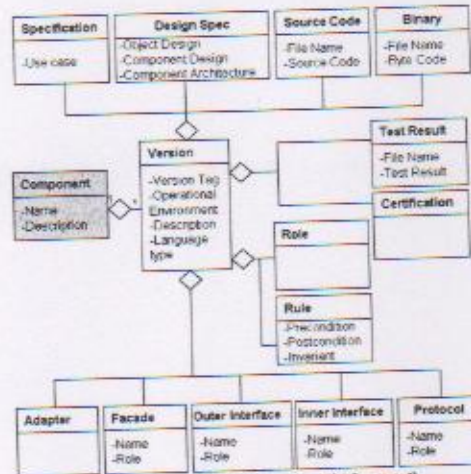 Specification
-Use case
Design Spec
-Object Design
-Component Design
-Component Architecture
Source Code
-File Name
-Source Code
Binary
-File Name
-Byte Code
Version
-Version Tag
-Operational
Environment
-Description
-Language
type
Component
-Name
-Description
1
*
Test Result
-File Name
-Test Result
Certification
Role
Rule
-Precondition
-Postcondition
-Invarient
Adapter
Facade
-Name
-Role
Outer Interface
-Name
-Role
Inner Interface
-Name
-Role
Protocol
-Name
-Role